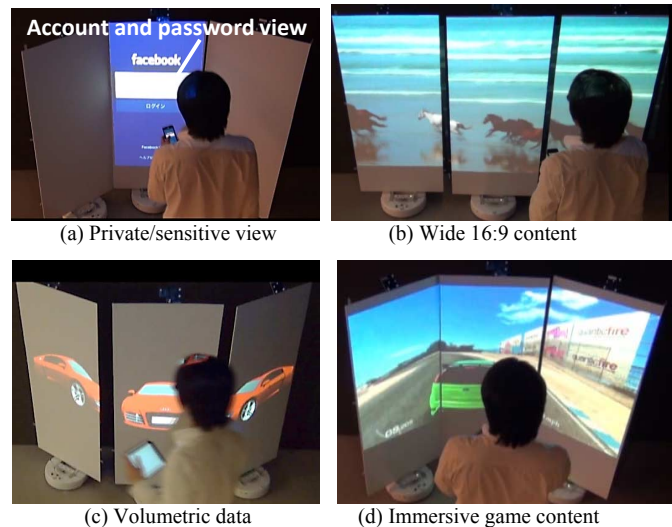 Account and password view
facebook
ログイン
(a) Private/sensitive view
(b) Wide 16:9 content
(c) Volumetric data
(d) Immersive game content